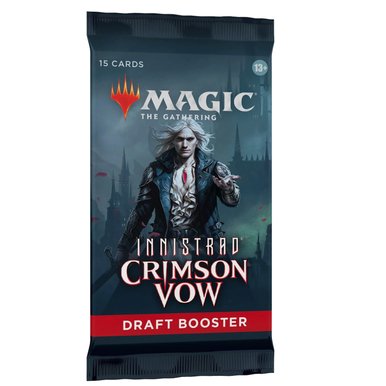 15 CARDS
13+
MAGIC
THE GATHERING
INNISTRAD
CRIMSON
VOW
DRAFT BOOSTER